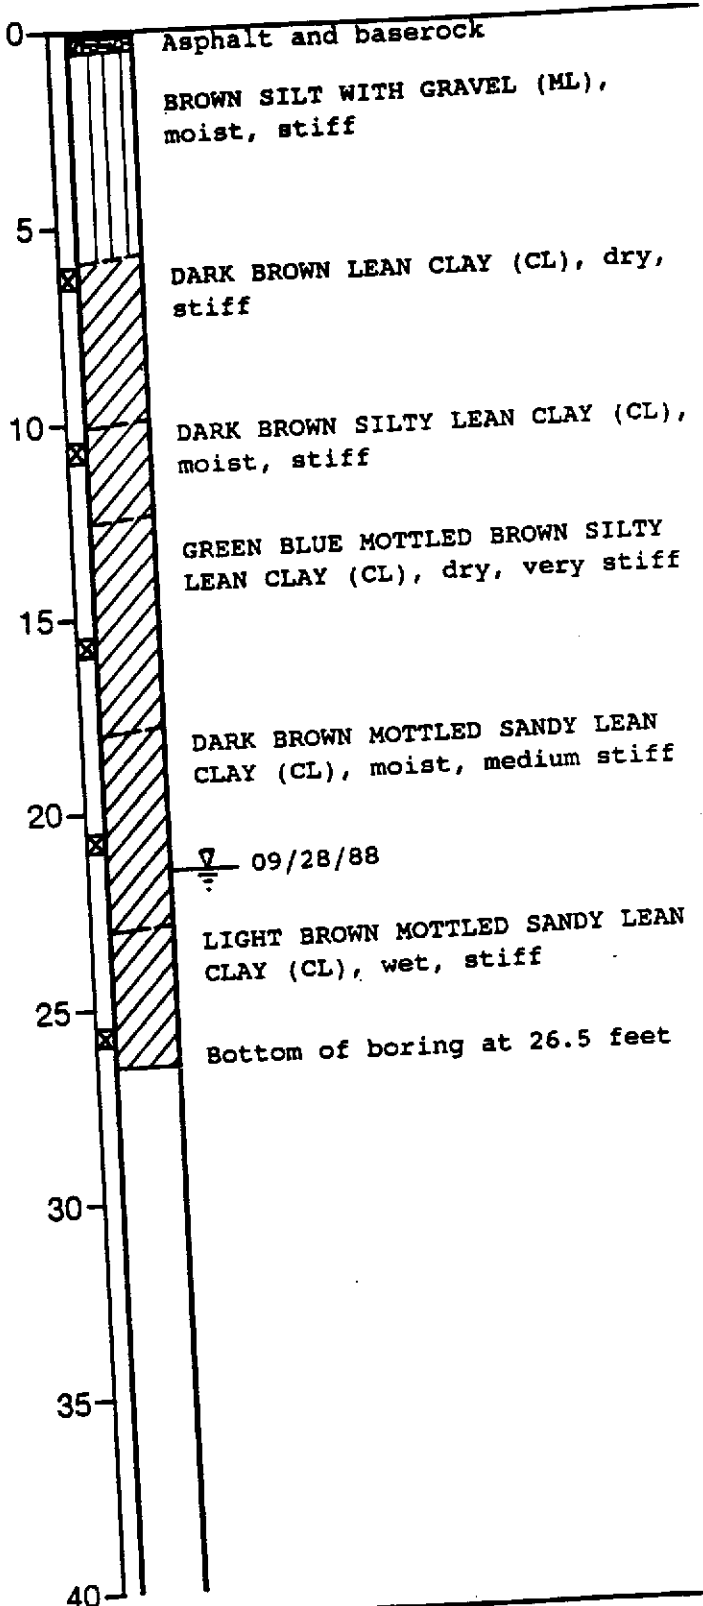 0
Asphalt and baserock
BROWN SILT WITH GRAVEL (ML),
moist, stiff
5
DARK BROWN LEAN CLAY (CL), dry,
stiff
10
DARK BROWN SILTY LEAN CLAY (CL),
moist, stiff
GREEN BLUE MOTTLED BROWN SILTY
LEAN CLAY (CL), dry, very stiff
15
DARK BROWN MOTTLED SANDY LEAN
CLAY (CL), moist, medium stiff
20
09/28/88
LIGHT BROWN MOTTLED SANDY LEAN
CLAY (CL), wet, stiff
25
Bottom of boring at 26.5 feet
30
35
40